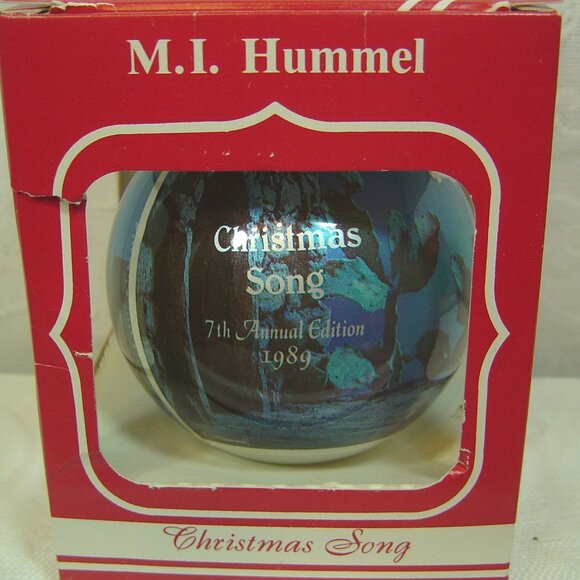 M.I. Hummel
Christmas
Song
7th Annual Edition
1989
Christmas Song